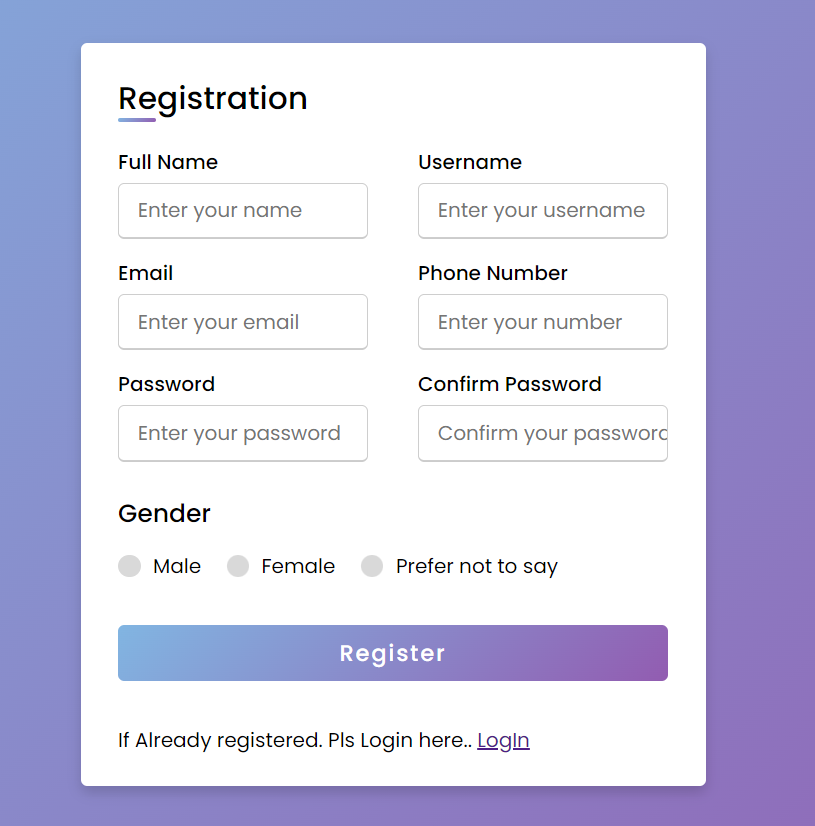 Registration
Full Name Username
Enter your name Enter your username
Email Phone Number
Enter your email Enter your number
Password Confirm Password
Enter your password Confirm your password
Gender
Male Female Prefer not to say
Register
If Already registered. Pls Login here.. LogIn